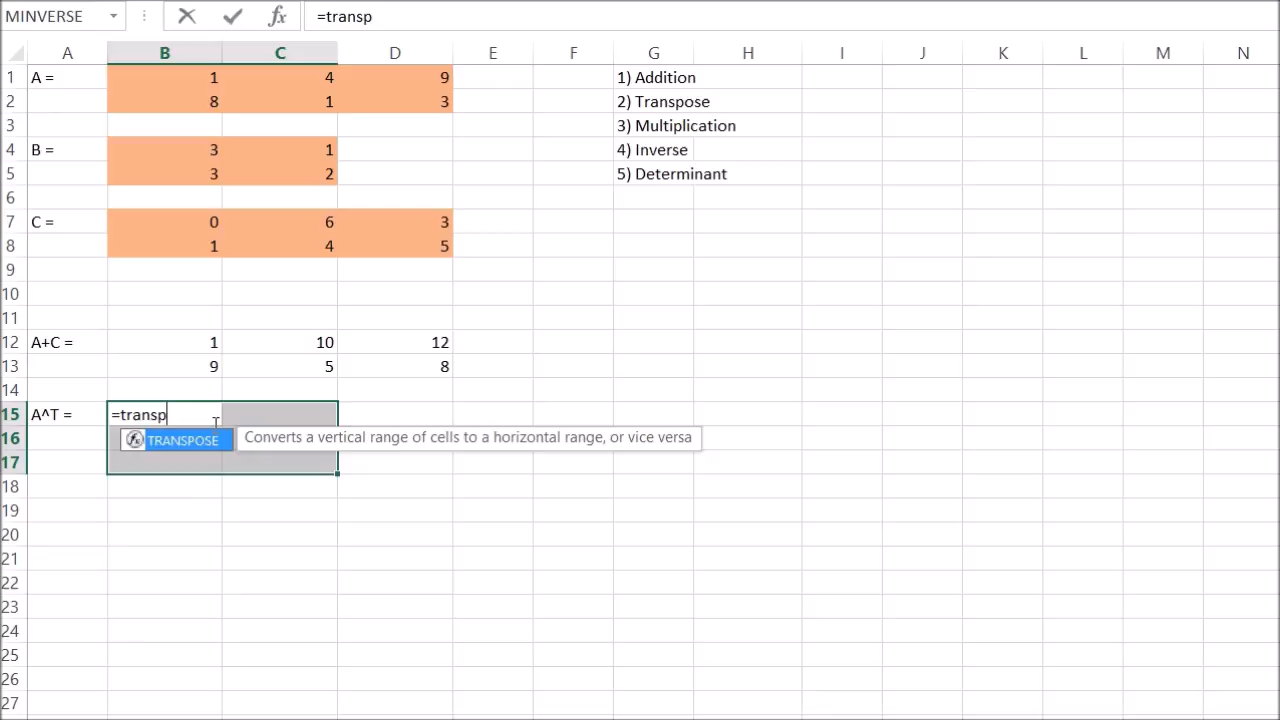 MINVERSE =transp
A B C D E F G H I J K L M N
1 A = 1 4 9 1) Addition
2 8 1 3 2) Transpose
3 3) Multiplication
4 B = 3 1 4) Inverse
5 3 2 5) Determinant
6
7 C = 0 6 3
8 1 4 5
9
10
11
12 A+C = 1 10 12
13 9 5 8
14
15 A^T = =transp
16 TRANSPOSE Converts a vertical range of cells to a horizontal range, or vice versa
17
18
19
20
21
22
23
24
25
26
27